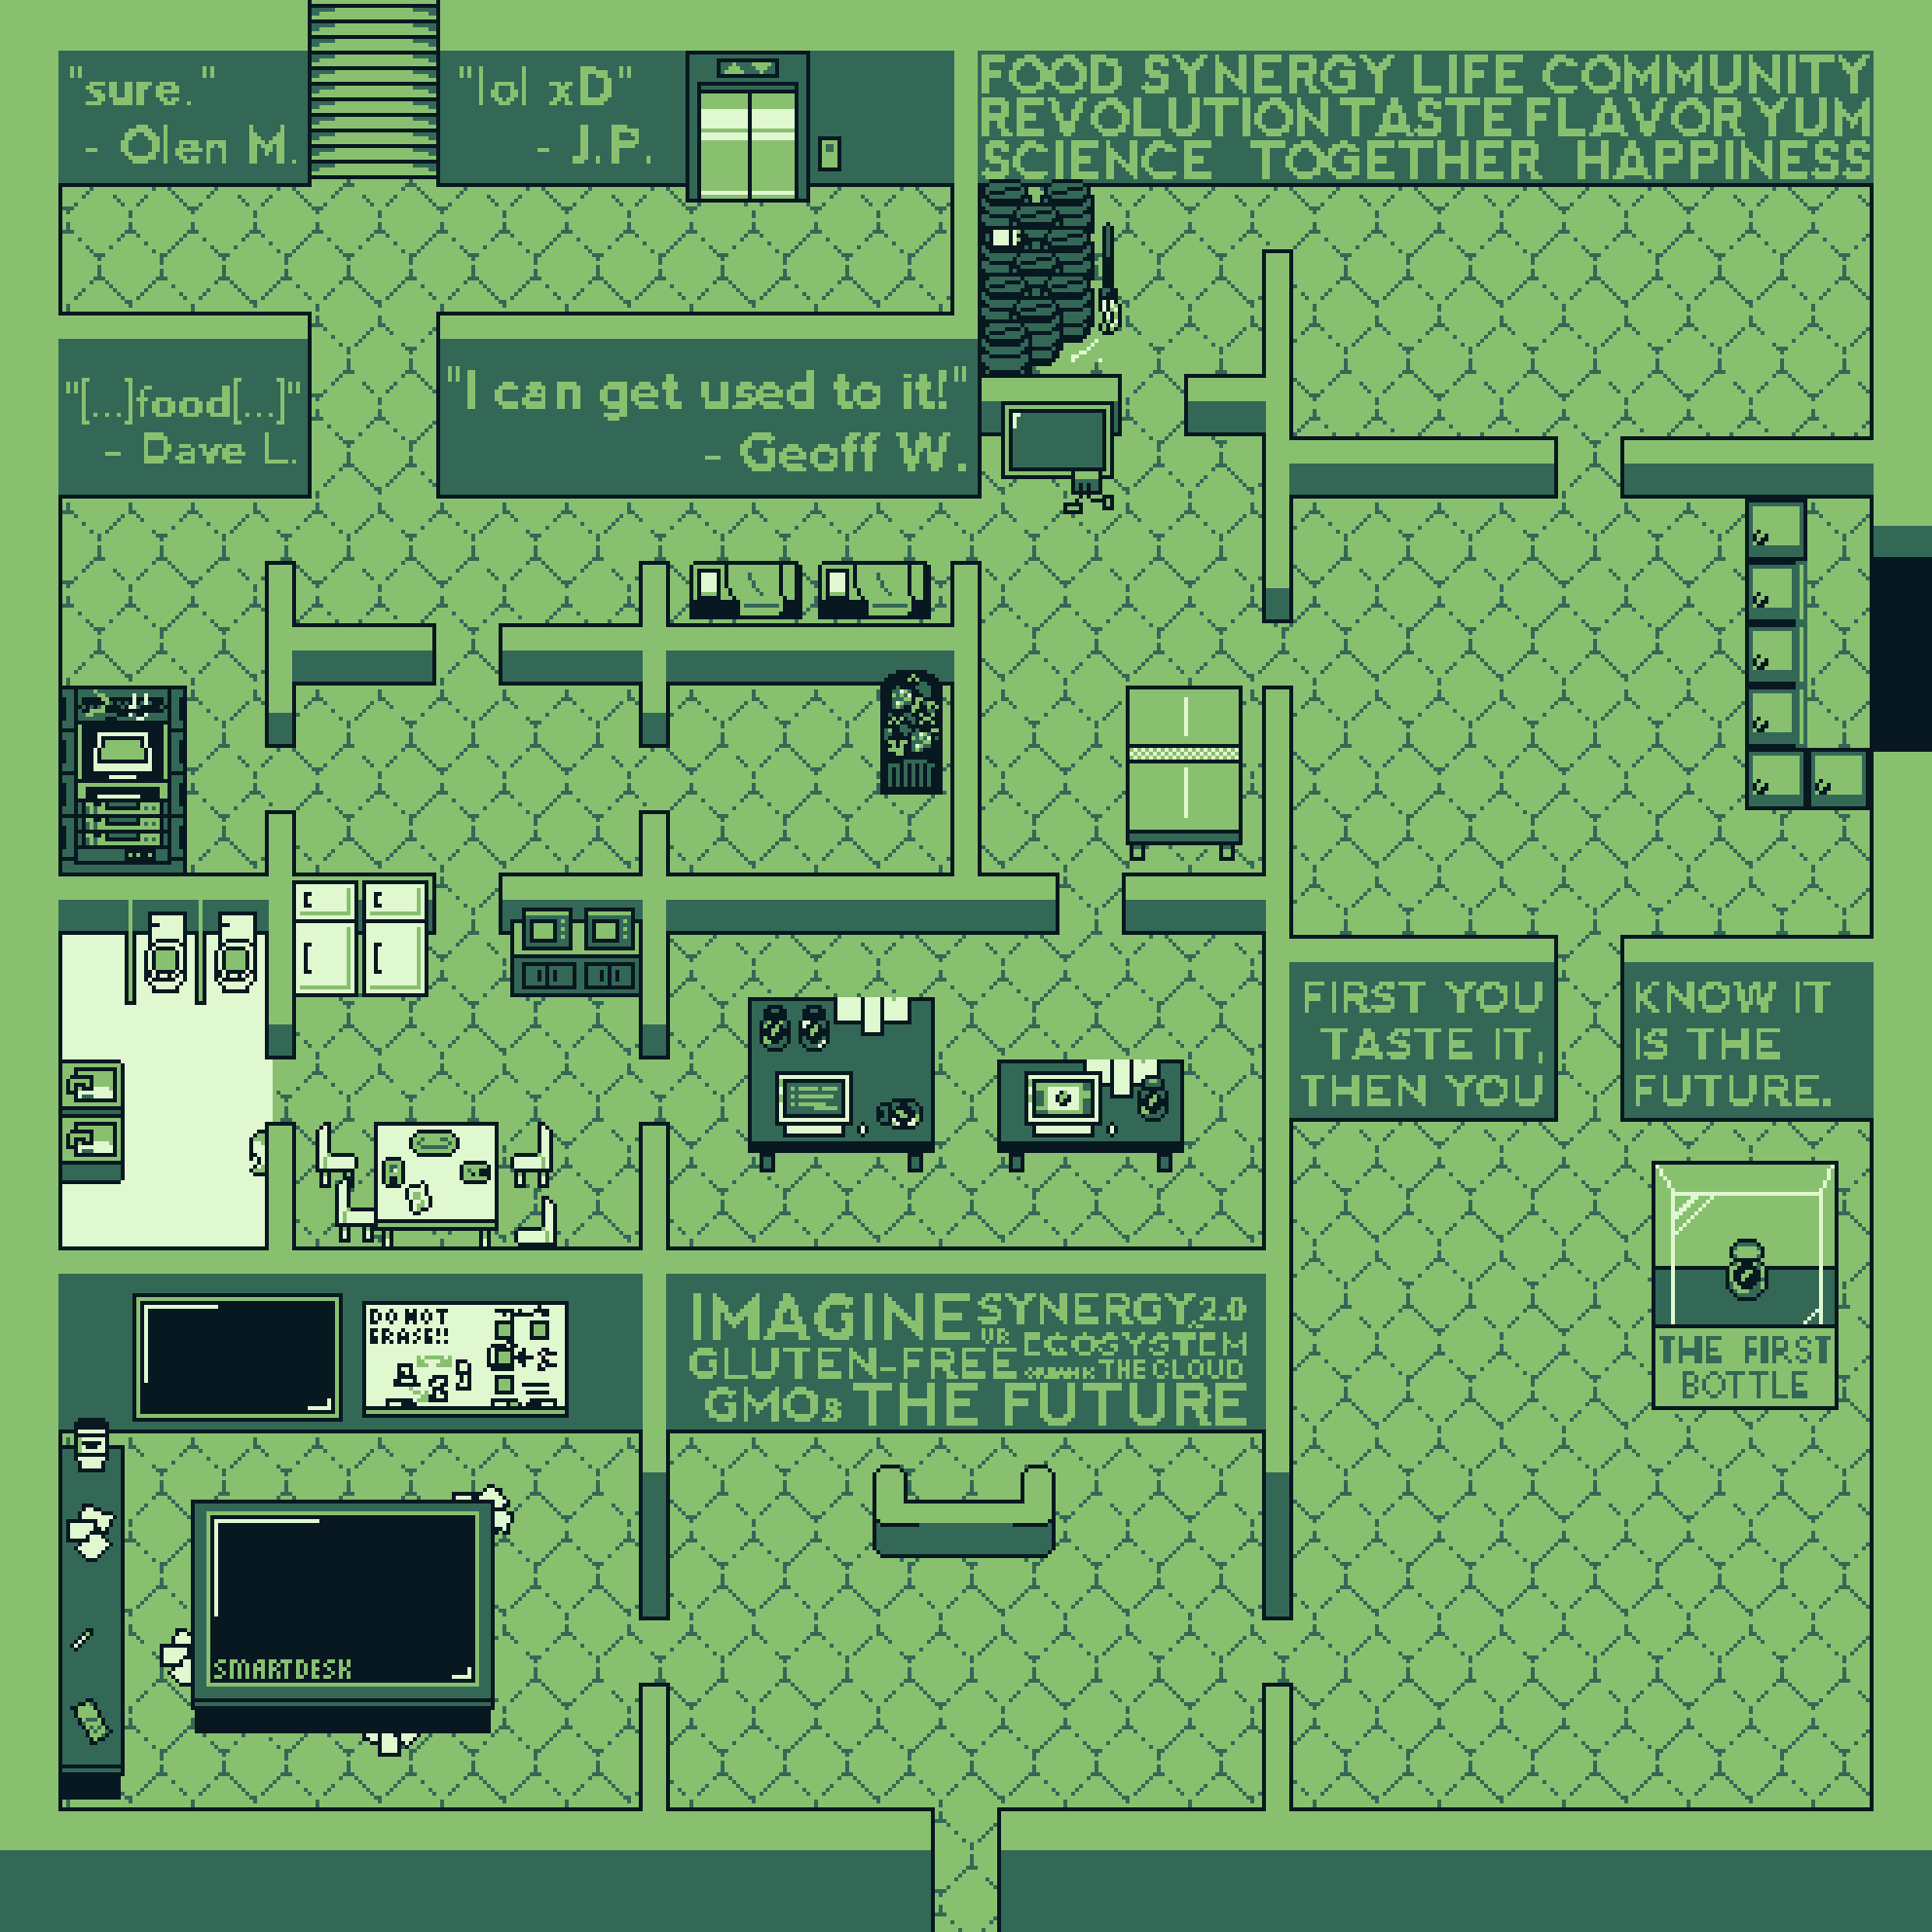 "sure."
- Olen M.
"lol xD"
- J.P.
FOOD SYNERGY LIFE COMMUNITY
REVOLUTION TASTE FLAVOR YUM
SCIENCE TOGETHER HAPPINESS
"[...]food[...]"
- Dave L.
"I can get used to it!"
- Geoff W.
FIRST YOU
TASTE IT,
THEN YOU
KNOW IT
IS THE
FUTURE.
THE FIRST
BOTTLE
DO NOT
ERASE!!
IMAGINE SYNERGY 2.0
VR ECOSYSTEM
GLUTEN-FREE THE CLOUD
GMOs THE FUTURE
SMARTDESK